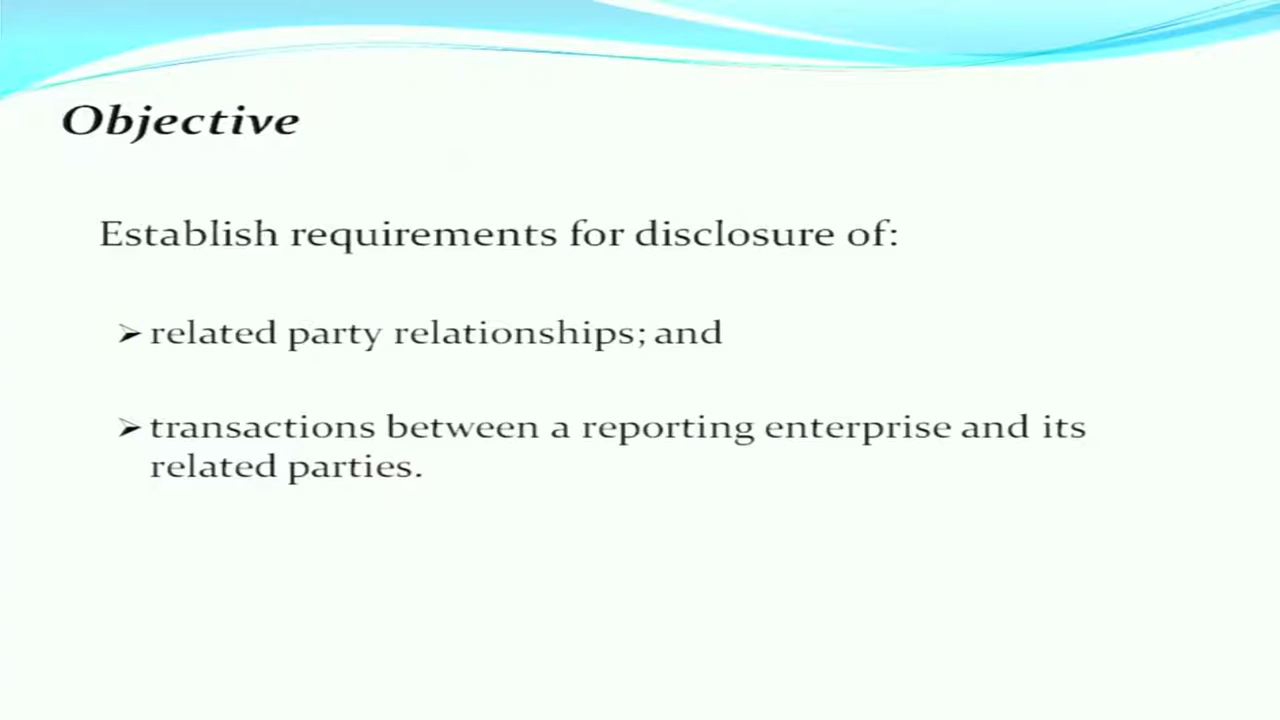 Objective
Establish requirements for disclosure of:
➢ related party relationships; and
➢ transactions between a reporting enterprise and its
related parties.